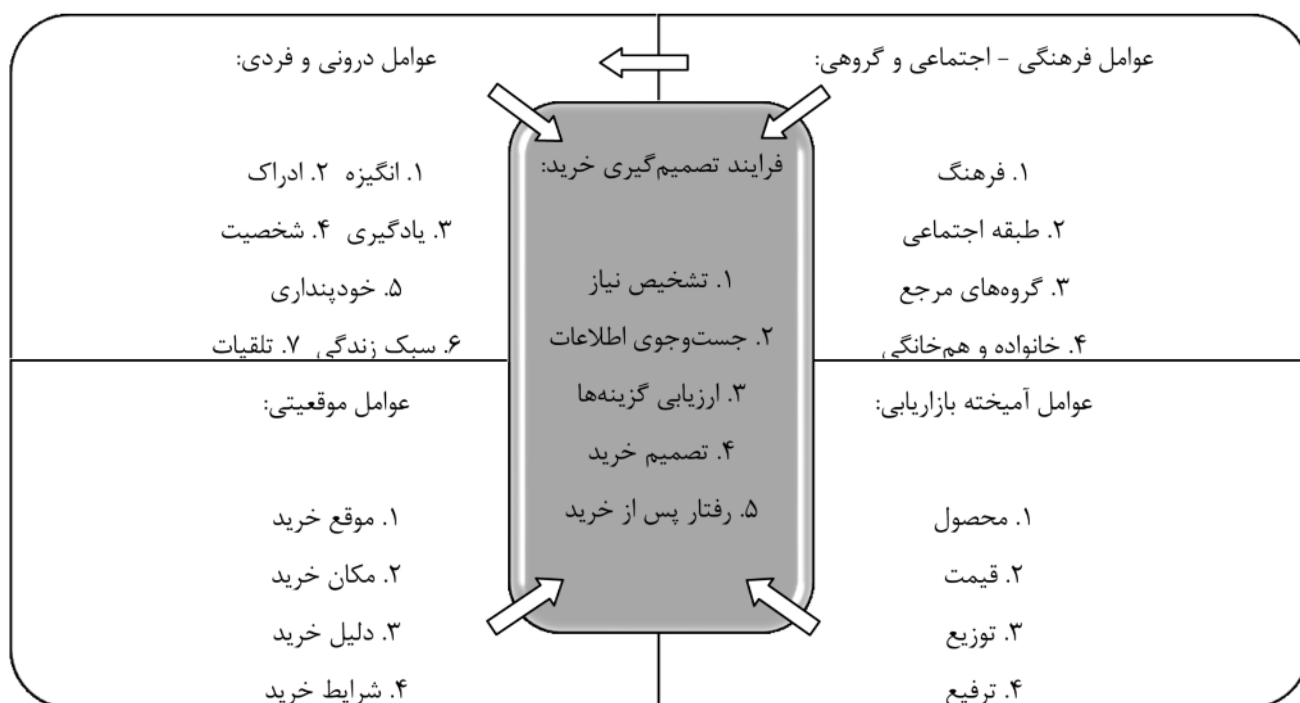 عوامل فرهنگی - اجتماعی و گروهی:
۱. فرهنگ
۲. طبقه اجتماعی
۳. گروه‌های مرجع
۴. خانواده و هم‌خانگی
عوامل درونی و فردی:
۱. انگیزه ۲. ادراک
۳. یادگیری ۴. شخصیت
۵. خودپنداری
۶. سبک زندگی ۷. تلقیات
فرایند تصمیم‌گیری خرید:
۱. تشخیص نیاز
۲. جست‌وجوی اطلاعات
۳. ارزیابی گزینه‌ها
۴. تصمیم خرید
۵. رفتار پس از خرید
عوامل آمیخته بازاریابی:
۱. محصول
۲. قیمت
۳. توزیع
۴. ترفیع
عوامل موقعیتی:
۱. موقع خرید
۲. مکان خرید
۳. دلیل خرید
۴. شرایط خرید